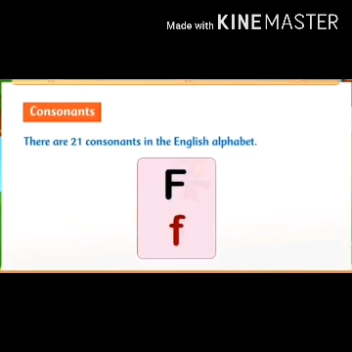 Made with KINEMASTER
Consonants
There are 21 consonants in the English alphabet.
F
f